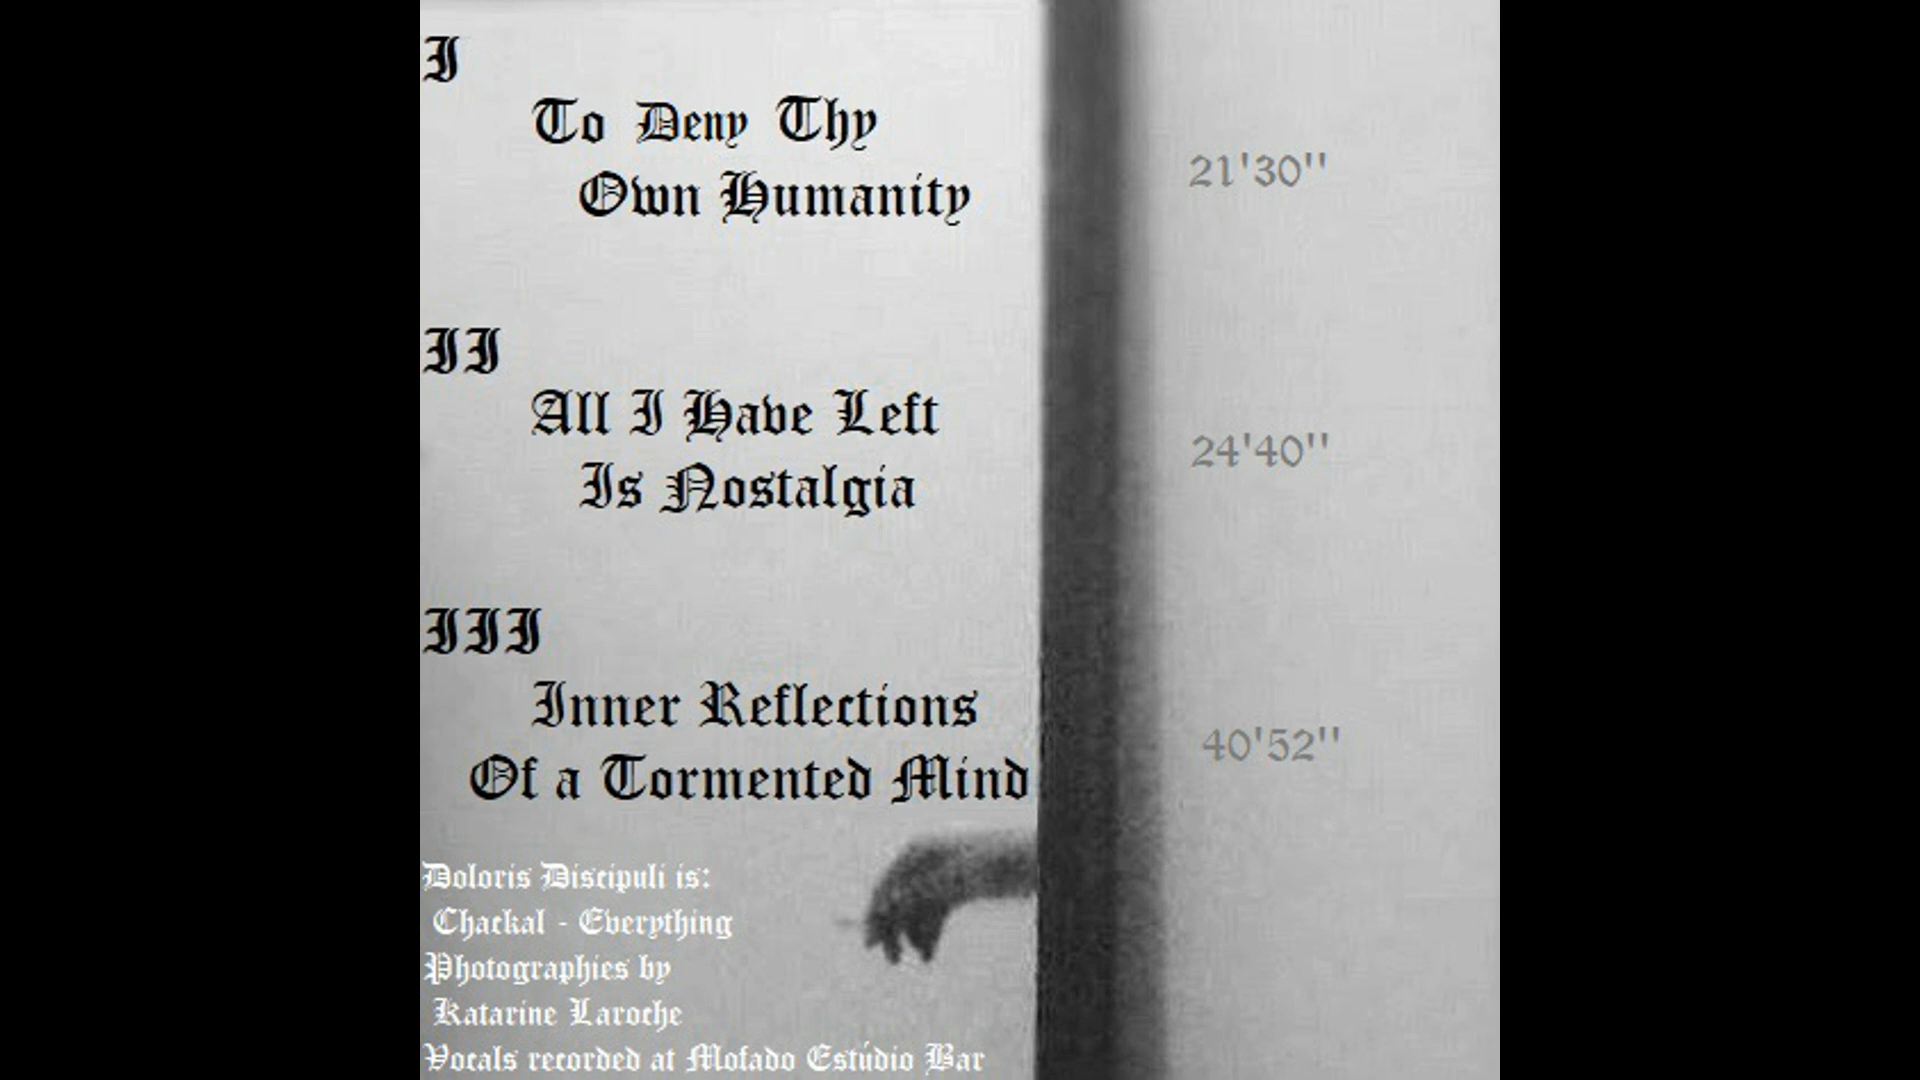 I
To Deny Thy
Own Humanity
21'30''
II
All I Have Left
Is Nostalgia
24'40''
III
Inner Reflections
Of a Tormented Mind
40'52''
Doloris Discipuli is:
Chackal - Everything
Photographies by
Katarine Laroche
Vocals recorded at Mofado Estúdio Bar